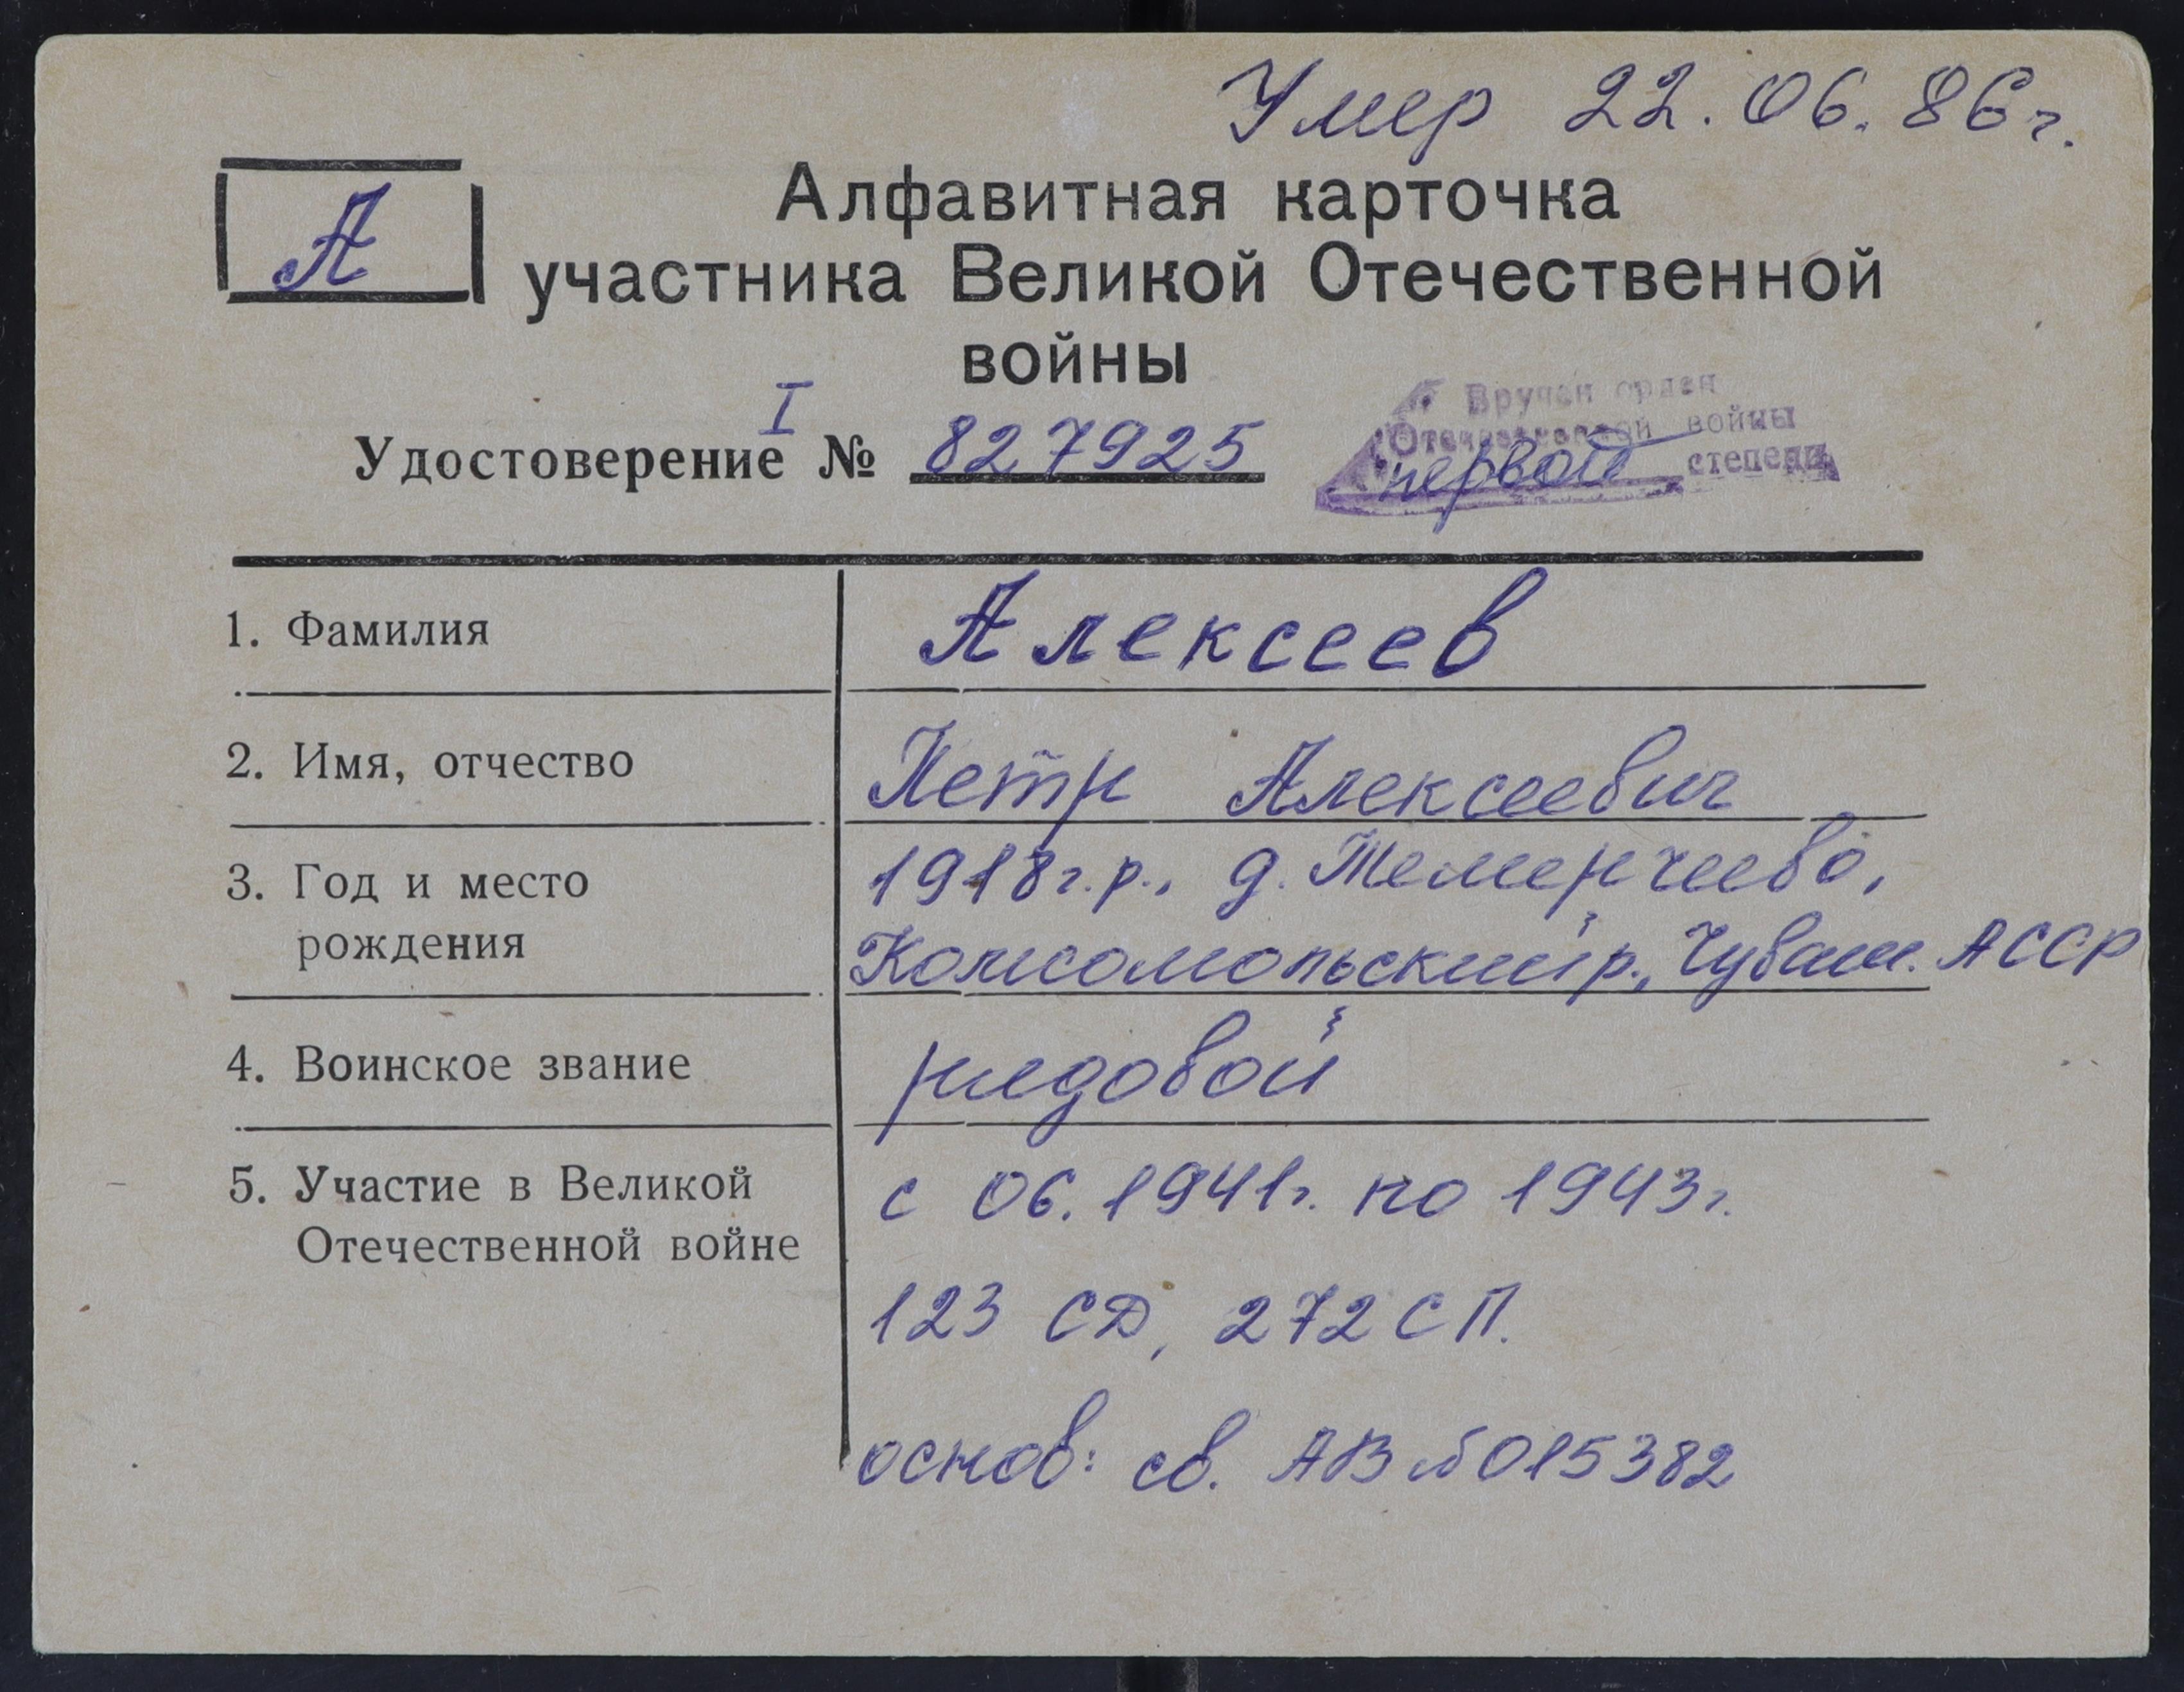 Умер 22.06.86г.
А
Алфавитная карточка
участника Великой Отечественной
войны
I
Удостоверение № 827925
Вручен орден
Отечественной войны
первой степени
1. Фамилия Алексеев
2. Имя, отчество Петр Алексеевич
3. Год и место 1918г.р., д. Темерчеево,
рождения Комсомольский р., Чуваш. АССР
4. Воинское звание рядовой
5. Участие в Великой с 06.1941г. по 1943г.
Отечественной войне
123 СД, 272 СП.
основ: св. АВ №015382